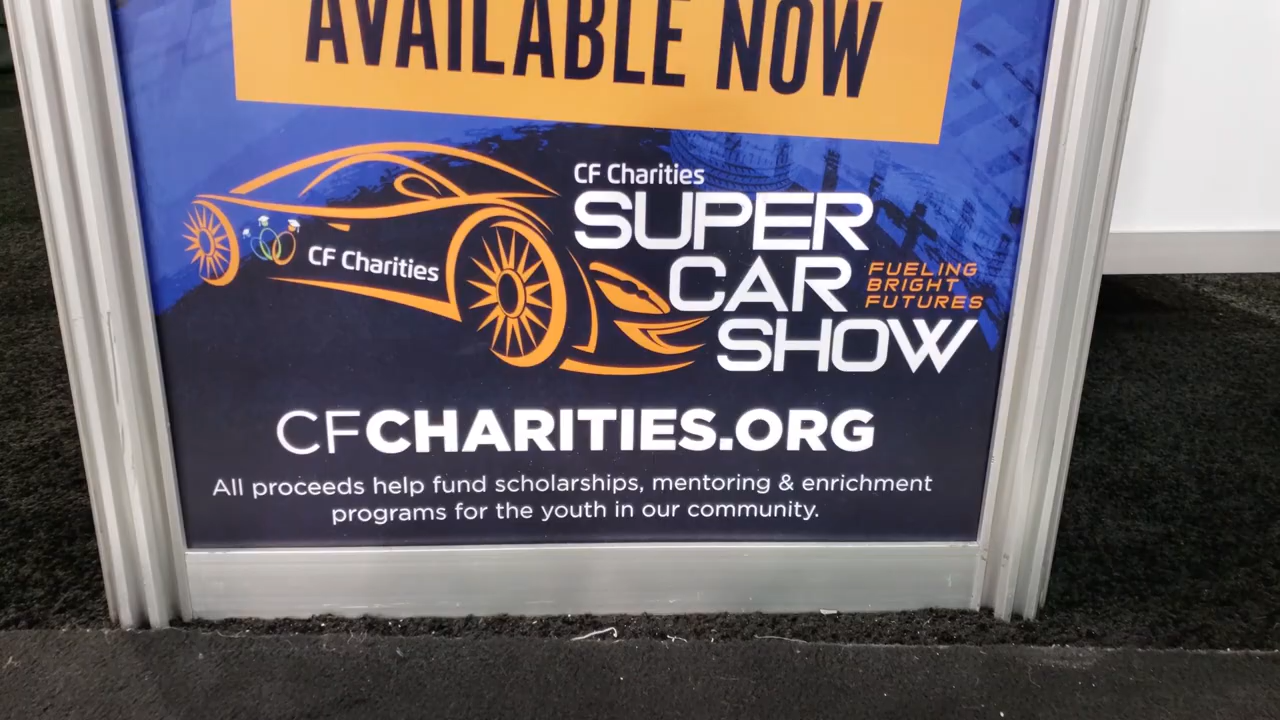 AVAILABLE NOW
CF Charities
CF Charities
SUPER
CAR
SHOW
FUELING
BRIGHT
FUTURES
CFCHARITIES.ORG
All proceeds help fund scholarships, mentoring & enrichment
programs for the youth in our community.